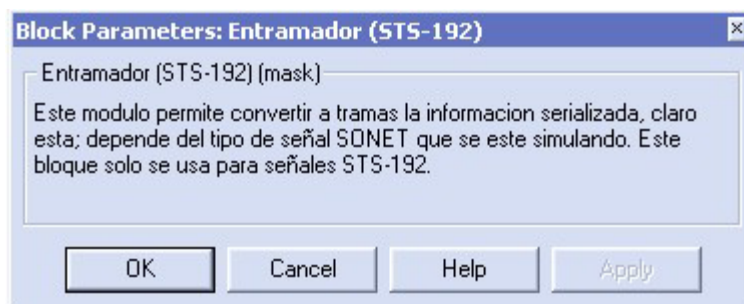 Block Parameters: Entramador (STS-192)
Entramador (STS-192) (mask)
Este modulo permite convertir a tramas la informacion serializada, claro
esta; depende del tipo de señal SONET que se este simulando. Este
bloque solo se usa para señales STS-192.
OK Cancel Help Apply